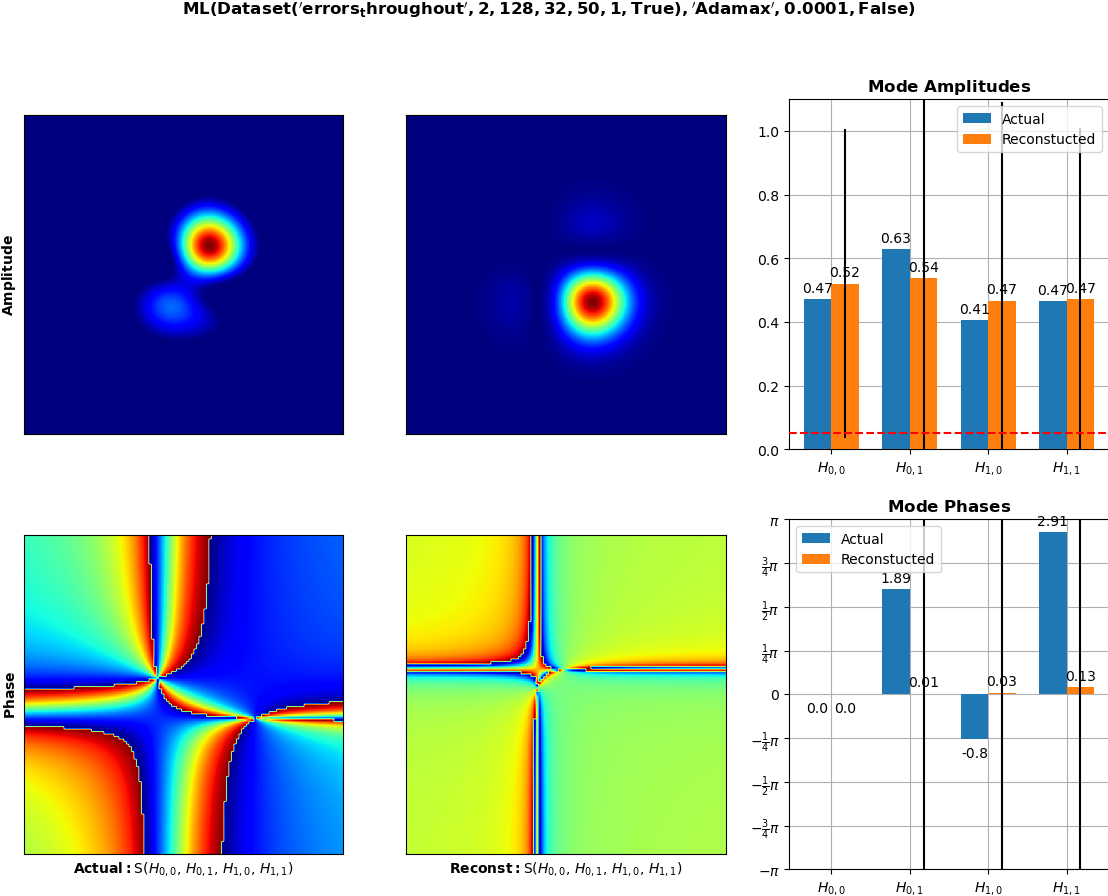 ML(Dataset('errors_throughout', 2, 128, 32, 50, 1, True), 'Adamax', 0.0001, False)
Amplitude
Mode Amplitudes
Actual
Reconstucted
1.0
0.8
0.6
0.4
0.2
0.0
0.47
0.52
0.63
0.54
0.41
0.47
0.47
0.47
H0,0
H0,1
H1,0
H1,1
Phase
Actual: S(H0,0, H0,1, H1,0, H1,1)
Reconst: S(H0,0, H0,1, H1,0, H1,1)
Mode Phases
Actual
Reconstucted
π
3/4π
1/2π
1/4π
0
−1/4π
−1/2π
−3/4π
−π
0.0
0.0
1.89
0.01
-0.8
0.03
2.91
0.13
H0,0
H0,1
H1,0
H1,1